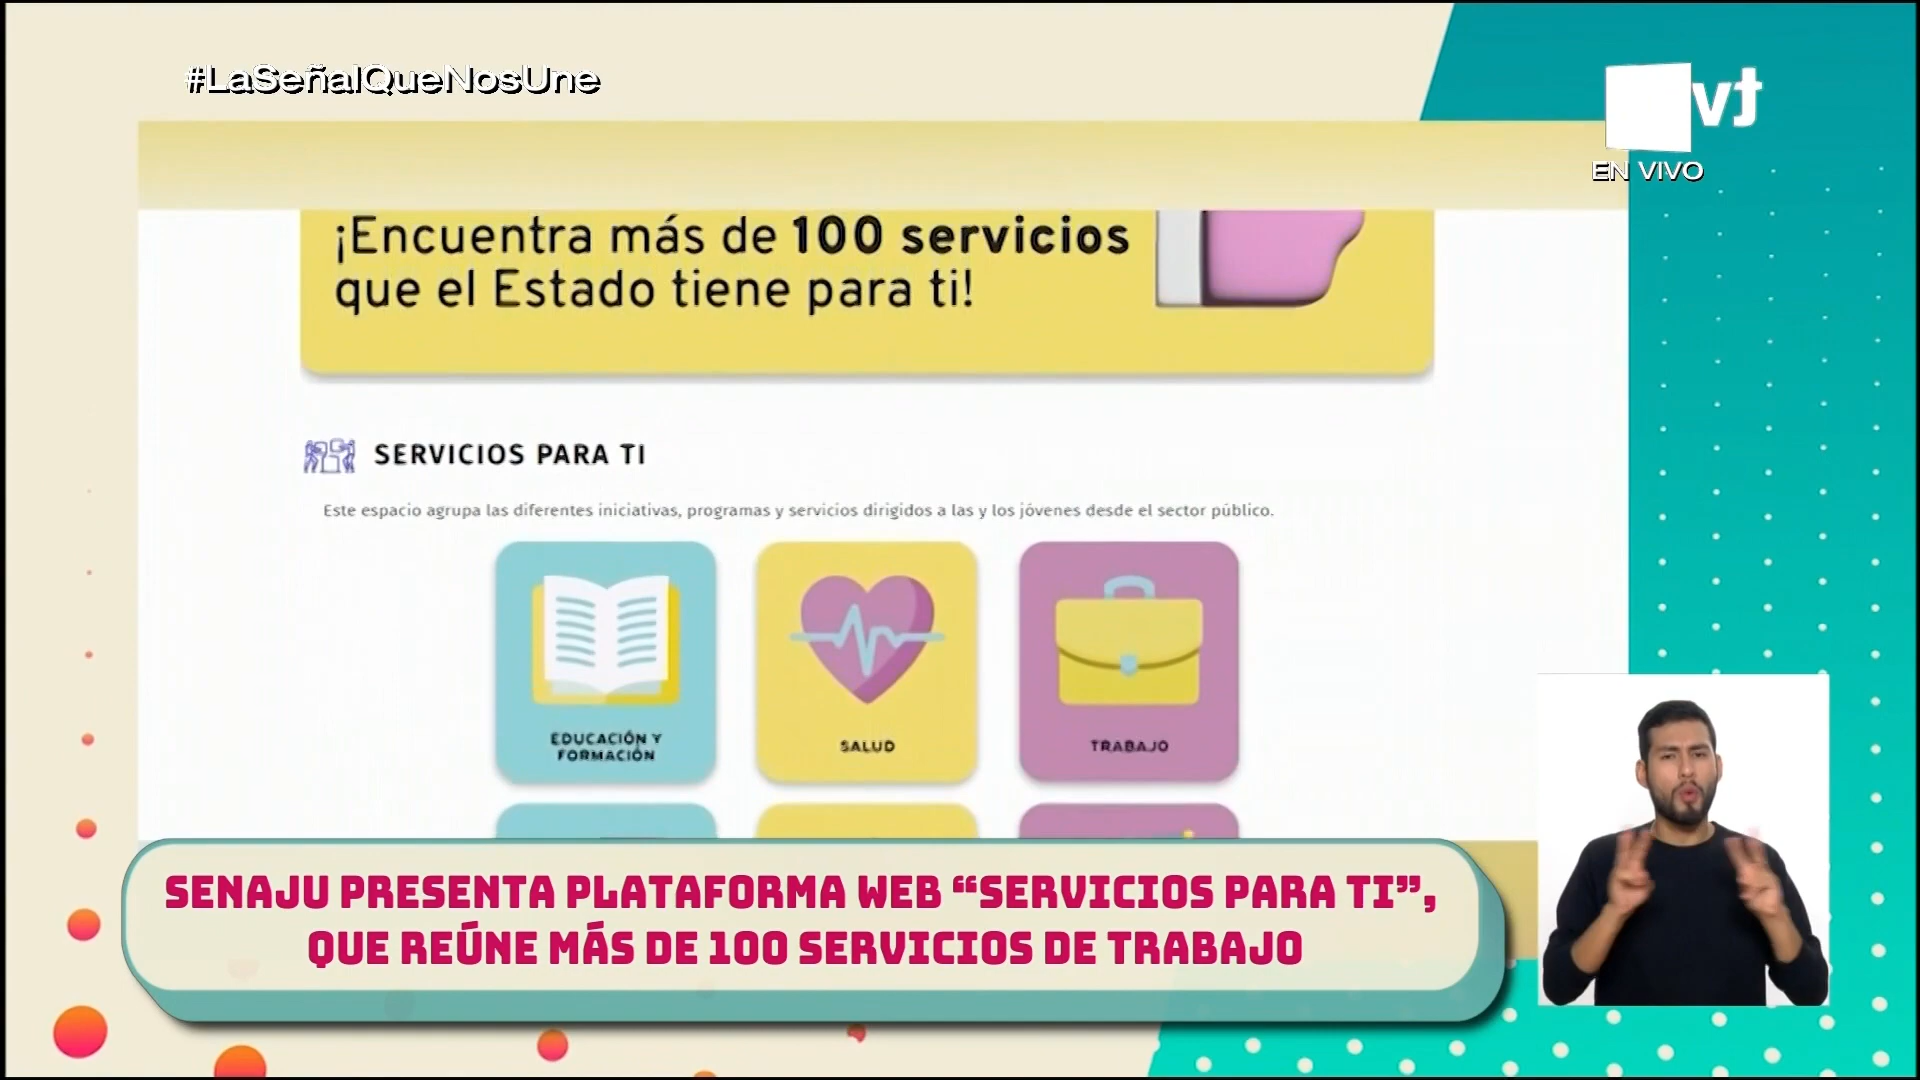 #LaSeñalQueNosUne
vt
EN VIVO
¡Encuentra más de 100 servicios
que el Estado tiene para ti!
SERVICIOS PARA TI
Este espacio agrupa las diferentes iniciativas, programas y servicios dirigidos a las y los jóvenes desde el sector público.
EDUCACIÓN Y
FORMACIÓN
SALUD
TRABAJO
SENAJU PRESENTA PLATAFORMA WEB “SERVICIOS PARA TI”,
QUE REÚNE MÁS DE 100 SERVICIOS DE TRABAJO